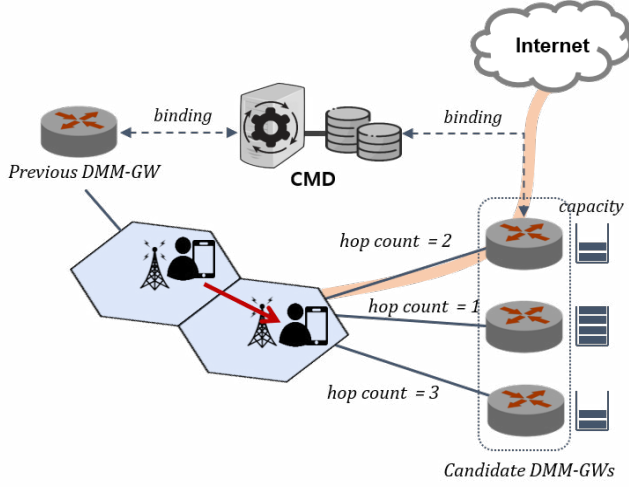 Internet
binding
binding
Previous DMM-GW
CMD
capacity
hop count = 2
hop count = 1
hop count = 3
Candidate DMM-GWs